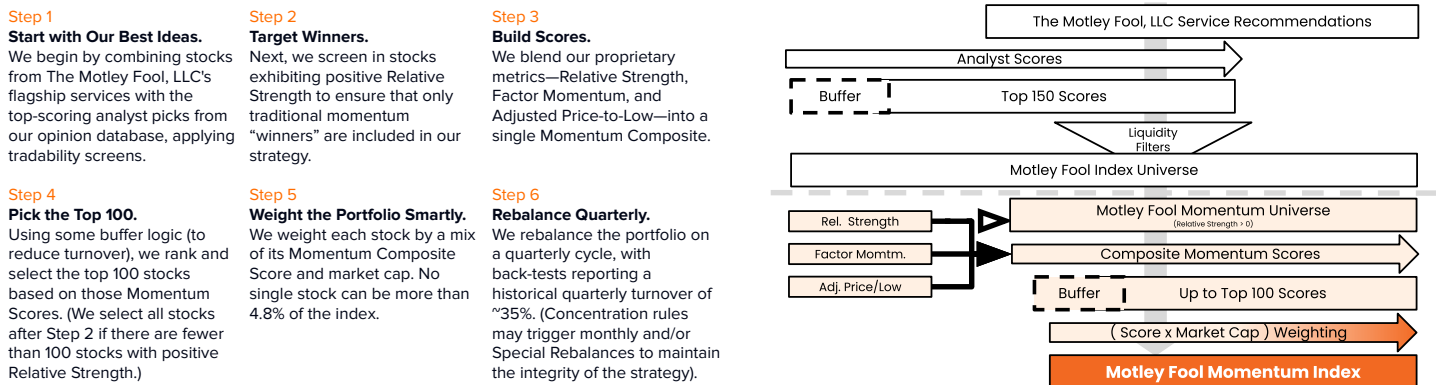 Step 1
Start with Our Best Ideas.
We begin by combining stocks
from The Motley Fool, LLC's
flagship services with the
top-scoring analyst picks from
our opinion database, applying
tradability screens.
Step 2
Target Winners.
Next, we screen in stocks
exhibiting positive Relative
Strength to ensure that only
traditional momentum
“winners” are included in our
strategy.
Step 3
Build Scores.
We blend our proprietary
metrics—Relative Strength,
Factor Momentum, and
Adjusted Price-to-Low—into a
single Momentum Composite.
Step 4
Pick the Top 100.
Using some buffer logic (to
reduce turnover), we rank and
select the top 100 stocks
based on those Momentum
Scores. (We select all stocks
after Step 2 if there are fewer
than 100 stocks with positive
Relative Strength.)
Step 5
Weight the Portfolio Smartly.
We weight each stock by a mix
of its Momentum Composite
Score and market cap. No
single stock can be more than
4.8% of the index.
Step 6
Rebalance Quarterly.
We rebalance the portfolio on
a quarterly cycle, with
back-tests reporting a
historical quarterly turnover of
~35%. (Concentration rules
may trigger monthly and/or
Special Rebalances to maintain
the integrity of the strategy).
The Motley Fool, LLC Service Recommendations
Analyst Scores
Buffer
Top 150 Scores
Liquidity
Filters
Motley Fool Index Universe
Rel. Strength
Factor Momtm.
Adj. Price/Low
Motley Fool Momentum Universe
(Relative Strength > 0)
Composite Momentum Scores
Buffer
Up to Top 100 Scores
( Score x Market Cap ) Weighting
Motley Fool Momentum Index